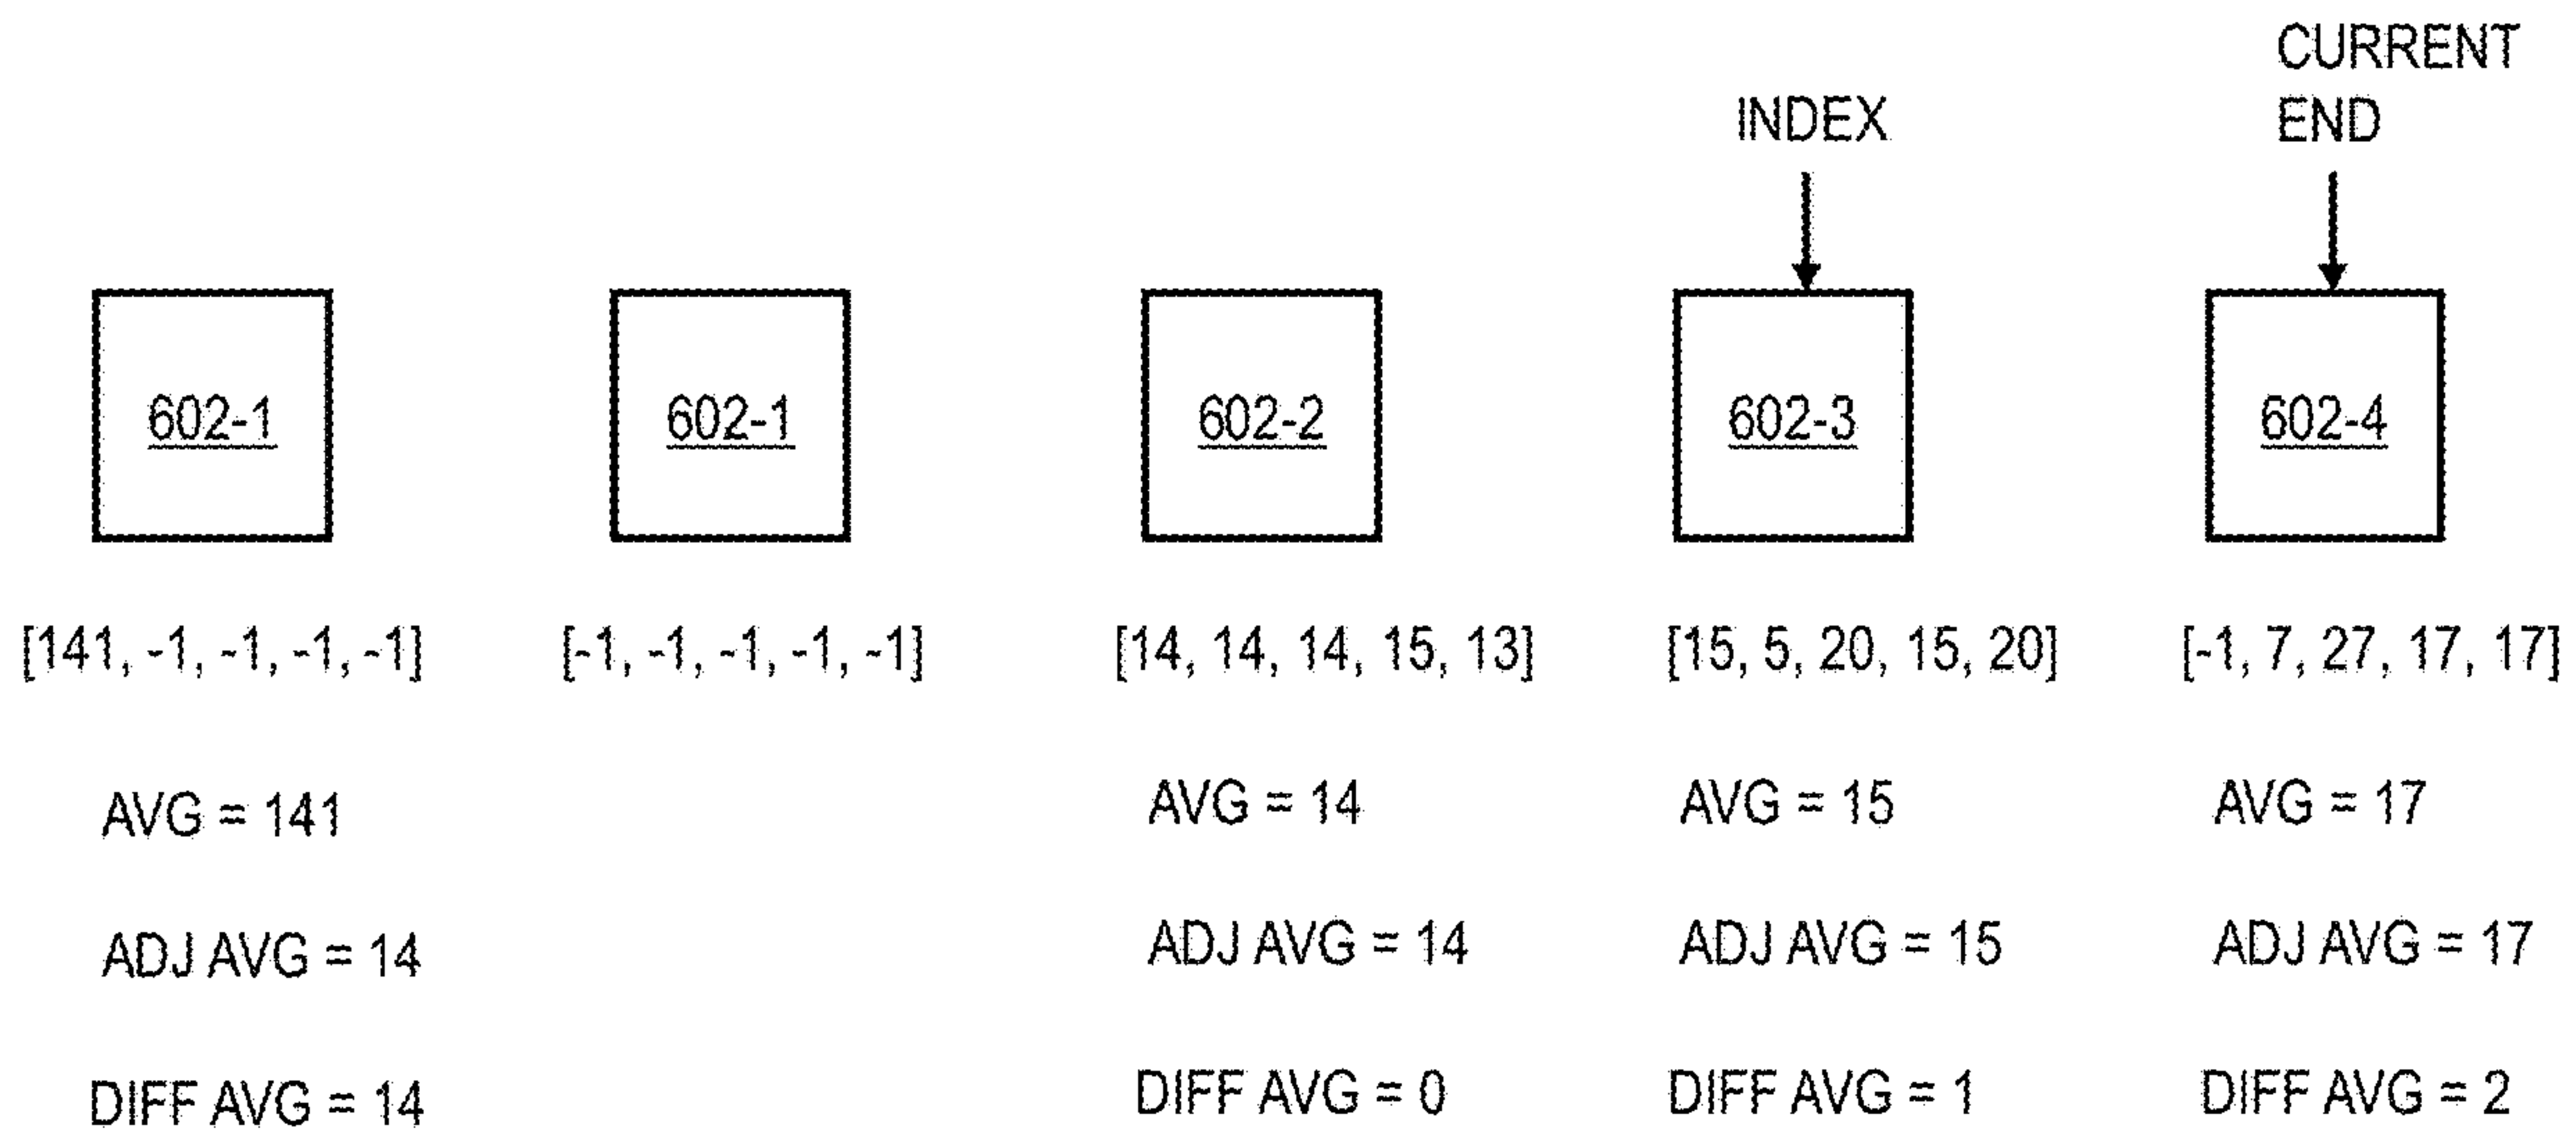 CURRENT
END
INDEX
602-1
602-1
602-2
602-3
602-4
[141, -1, -1, -1, -1]
[-1, -1, -1, -1, -1]
[14, 14, 14, 15, 13]
[15, 5, 20, 15, 20]
[-1, 7, 27, 17, 17]
AVG = 141
AVG = 14
AVG = 15
AVG = 17
ADJ AVG = 14
ADJ AVG = 14
ADJ AVG = 15
ADJ AVG = 17
DIFF AVG = 14
DIFF AVG = 0
DIFF AVG = 1
DIFF AVG = 2